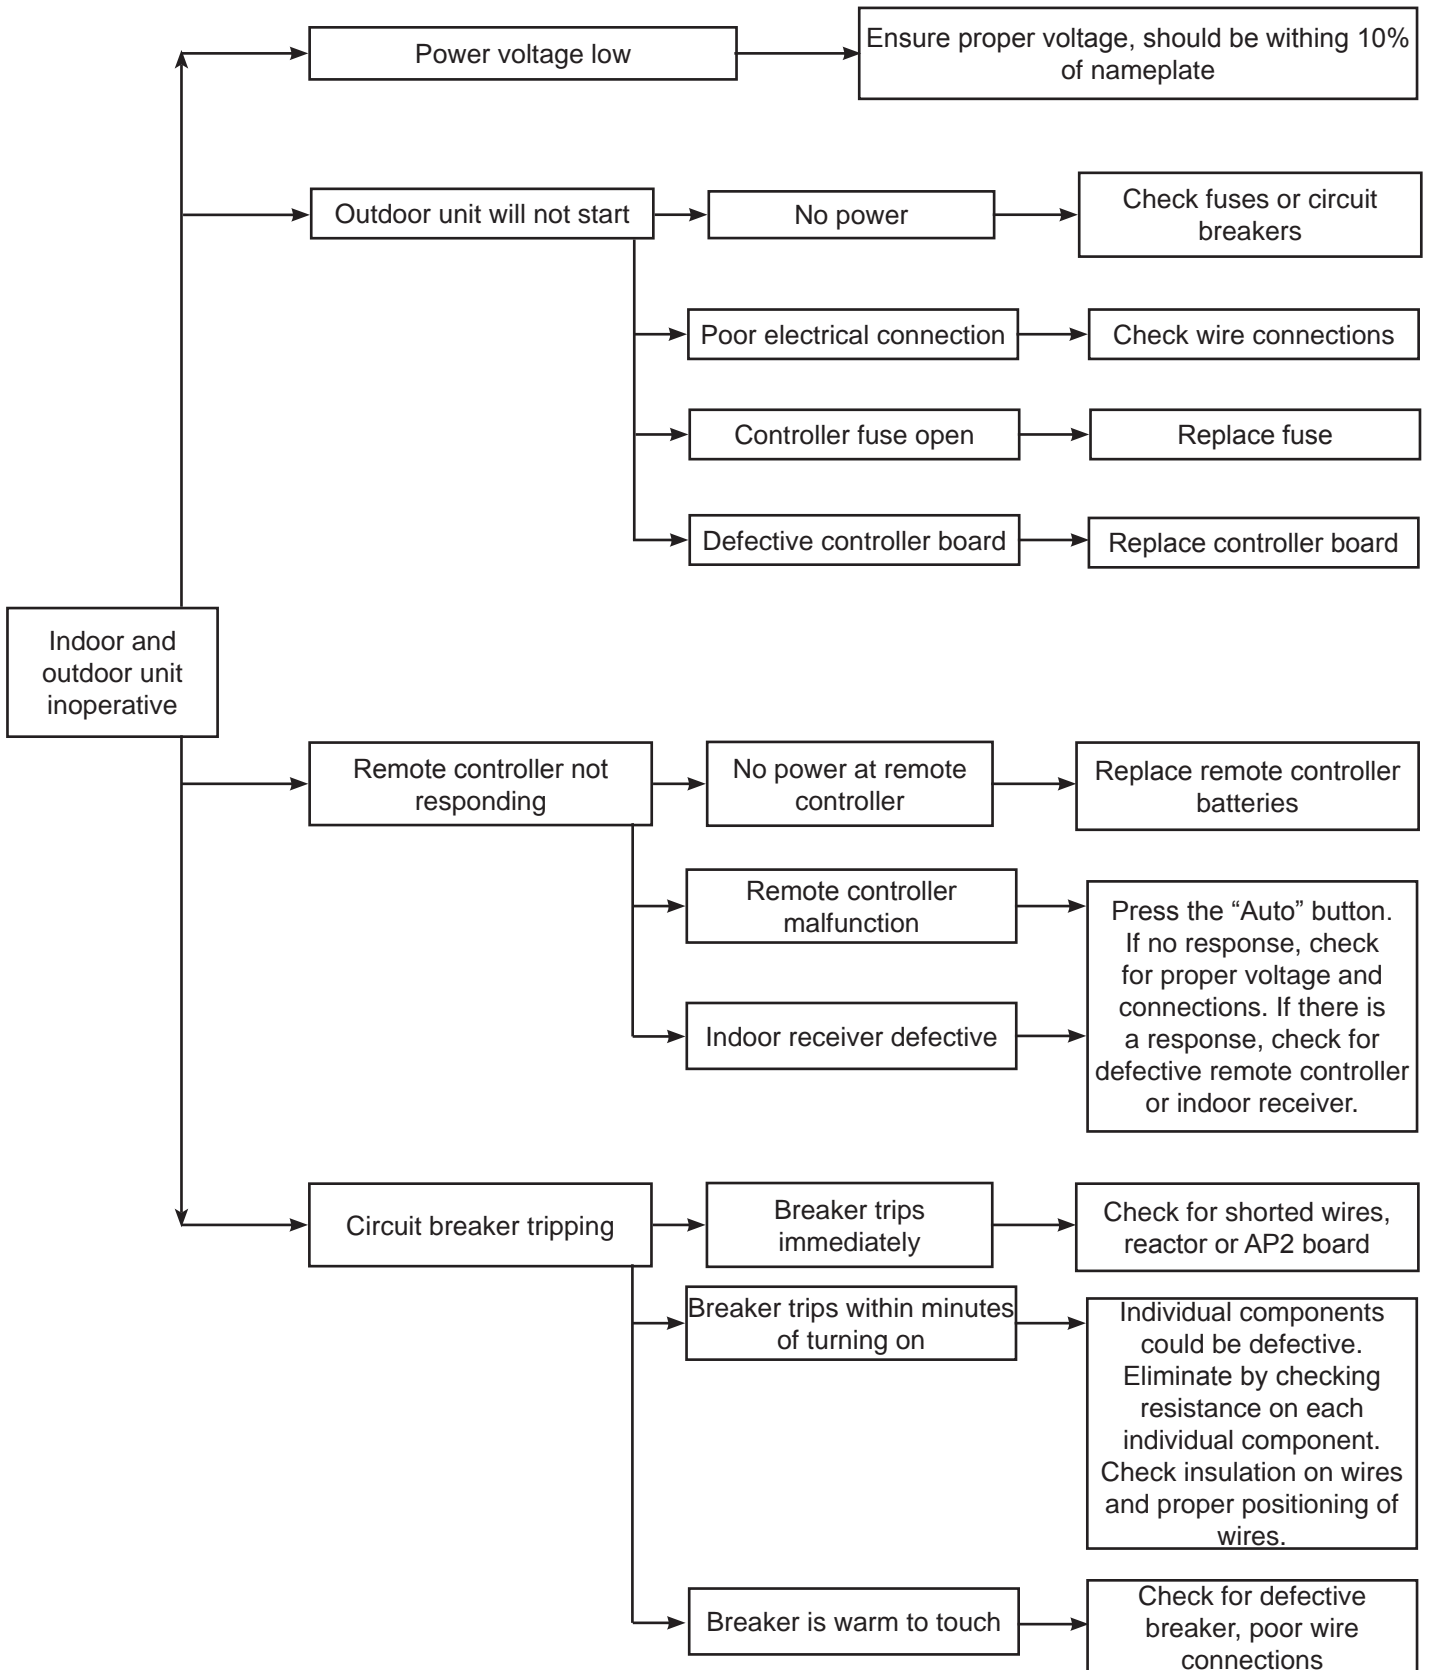 Power voltage low
Ensure proper voltage, should be withing 10%
of nameplate
Outdoor unit will not start
No power
Check fuses or circuit
breakers
Poor electrical connection
Check wire connections
Controller fuse open
Replace fuse
Defective controller board
Replace controller board
Indoor and
outdoor unit
inoperative
Remote controller not
responding
No power at remote
controller
Replace remote controller
batteries
Remote controller
malfunction
Press the “Auto” button.
If no response, check
for proper voltage and
connections. If there is
a response, check for
defective remote controller
or indoor receiver.
Indoor receiver defective
Circuit breaker tripping
Breaker trips
immediately
Check for shorted wires,
reactor or AP2 board
Breaker trips within minutes
of turning on
Individual components
could be defective.
Eliminate by checking
resistance on each
individual component.
Check insulation on wires
and proper positioning of
wires.
Breaker is warm to touch
Check for defective
breaker, poor wire
connections